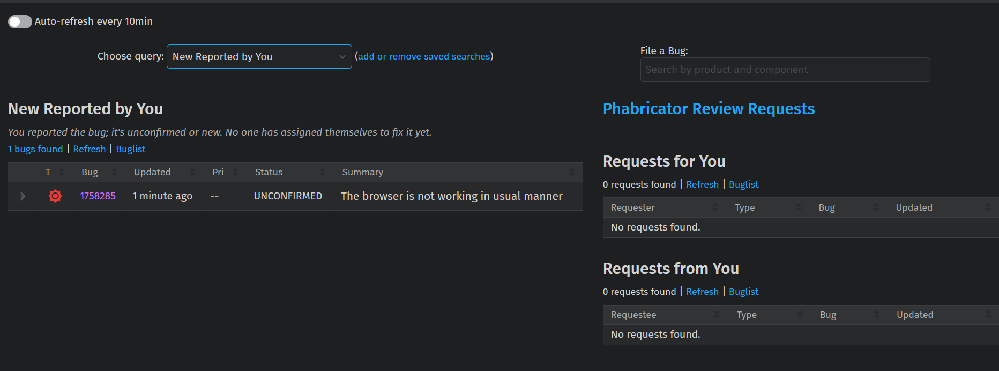 Auto-refresh every 10min
Choose query: New Reported by You (add or remove saved searches)
File a Bug:
Search by product and component
New Reported by You
You reported the bug; it's unconfirmed or new. No one has assigned themselves to fix it yet.
1 bugs found | Refresh | Buglist
T Bug Updated Pri Status Summary
1758285 1 minute ago -- UNCONFIRMED The browser is not working in usual manner
Phabricator Review Requests
Requests for You
0 requests found | Refresh | Buglist
Requester Type Bug Updated
No requests found.
Requests from You
0 requests found | Refresh | Buglist
Requestee Type Bug Updated
No requests found.